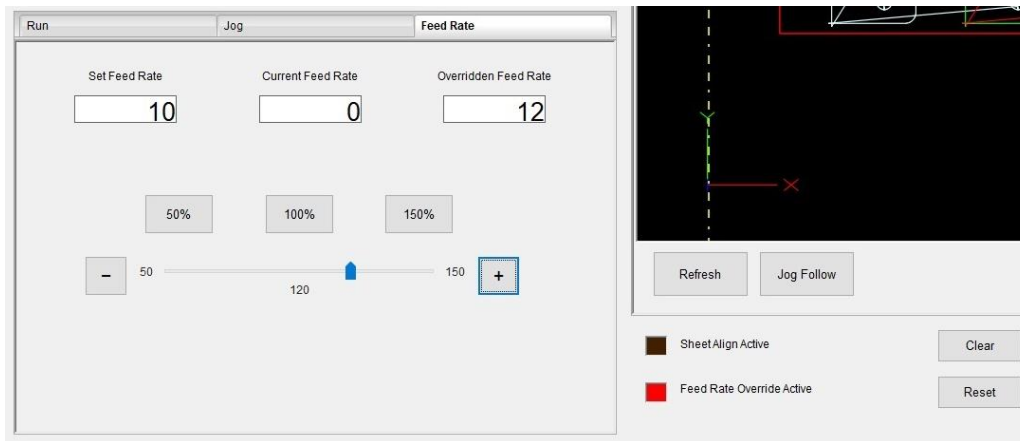 Run
Jog
Feed Rate
Set Feed Rate
Current Feed Rate
Overridden Feed Rate
10
0
12
50%
100%
150%
–
50
150
+
120
Y
X
Refresh
Jog Follow
Sheet Align Active
Clear
Feed Rate Override Active
Reset